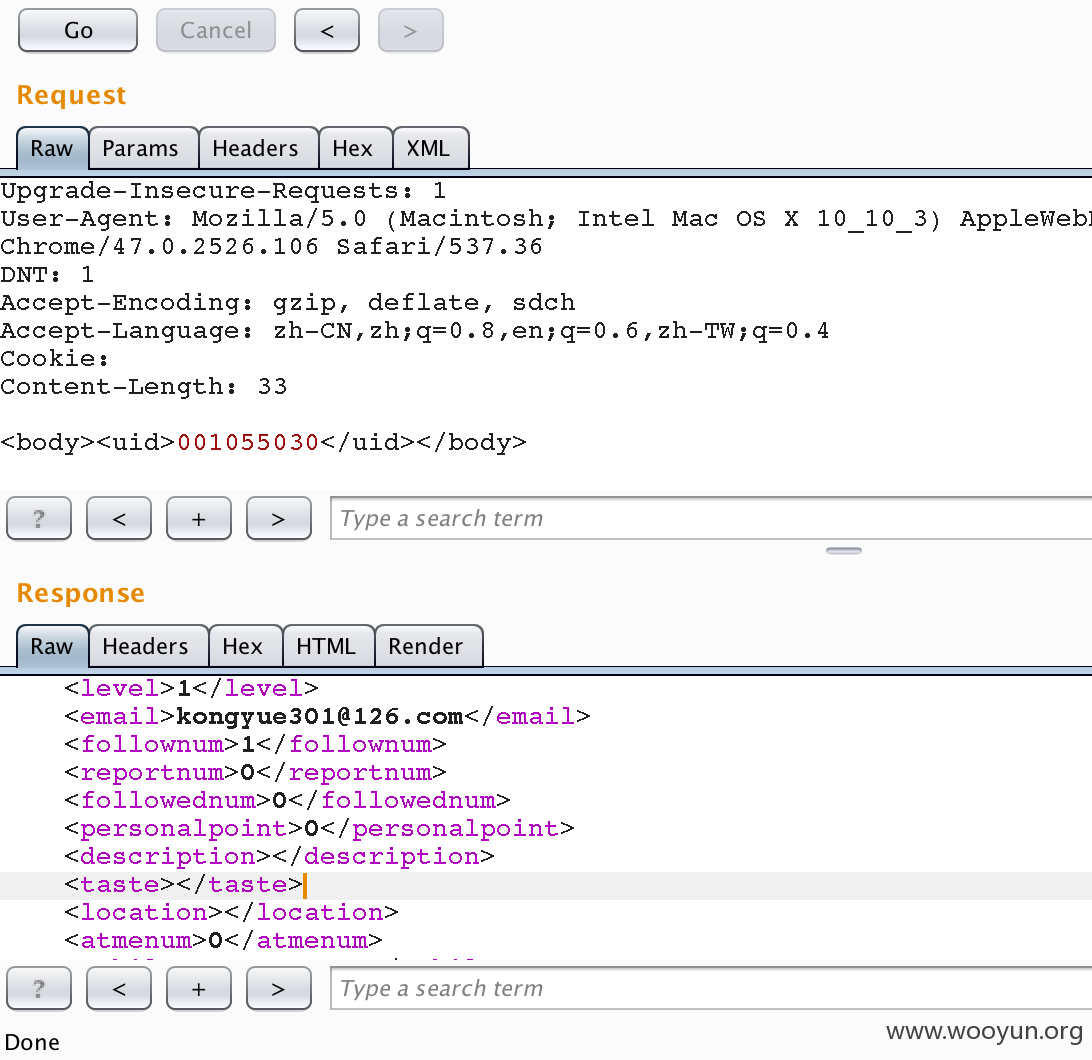 Go Cancel < >
Request
Raw Params Headers Hex XML
Upgrade-Insecure-Requests: 1
User-Agent: Mozilla/5.0 (Macintosh; Intel Mac OS X 10_10_3) AppleWeb
Chrome/47.0.2526.106 Safari/537.36
DNT: 1
Accept-Encoding: gzip, deflate, sdch
Accept-Language: zh-CN,zh;q=0.8,en;q=0.6,zh-TW;q=0.4
Cookie:
Content-Length: 33
<body><uid>001055030</uid></body>
? < + > Type a search term
Response
Raw Headers Hex HTML Render
<level>1</level>
<email>kongyue301@126.com</email>
<follownum>1</follownum>
<reportnum>0</reportnum>
<followednum>0</followednum>
<personalpoint>0</personalpoint>
<description></description>
<taste></taste>
<location></location>
<atmenum>0</atmenum>
? < + > Type a search term
Done
www.wooyun.org